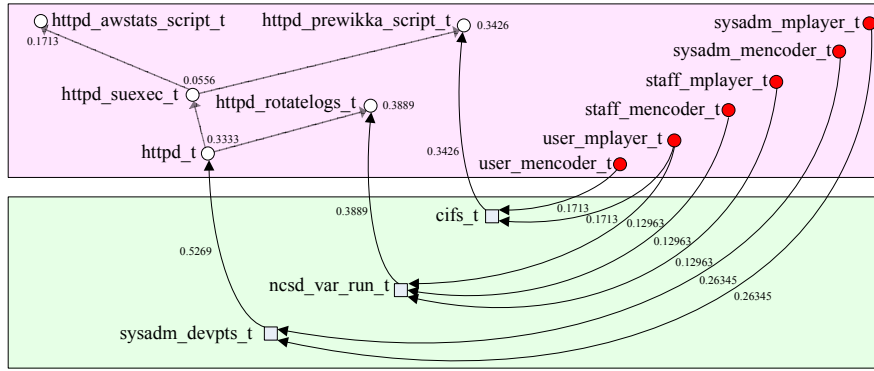 httpd_awstats_script_t
httpd_prewikka_script_t
sysadm_mplayer_t
0.1713
0.3426
sysadm_mencoder_t
0.0556
staff_mplayer_t
httpd_suexec_t
httpd_rotatelogs_t
0.3889
staff_mencoder_t
0.3333
user_mplayer_t
httpd_t
user_mencoder_t
0.3426
0.1713
0.1713
cifs_t
0.3889
0.12963
0.12963
0.5269
0.12963
0.26345
ncsd_var_run_t
0.26345
sysadm_devpts_t